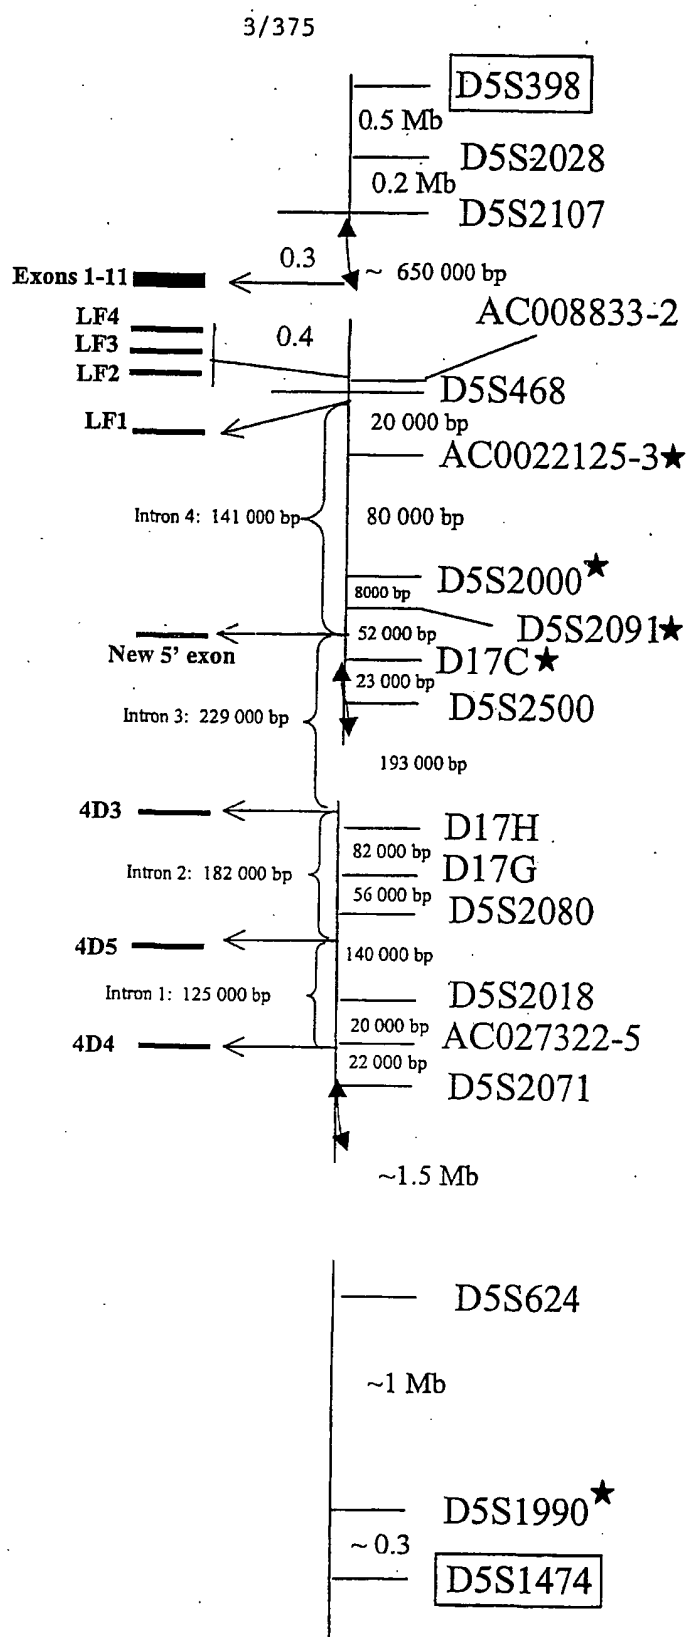 3/375
D5S398
0.5 Mb
D5S2028
0.2 Mb
D5S2107
0.3
~ 650 000 bp
Exons 1-11
AC008833-2
LF4
0.4
LF3
LF2
D5S468
LF1
20 000 bp
AC0022125-3★
Intron 4: 141 000 bp
80 000 bp
D5S2000★
8000 bp
D5S2091★
52 000 bp
New 5' exon
D17C★
23 000 bp
D5S2500
Intron 3: 229 000 bp
193 000 bp
4D3
D17H
82 000 bp
D17G
Intron 2: 182 000 bp
56 000 bp
D5S2080
4D5
140 000 bp
Intron 1: 125 000 bp
D5S2018
20 000 bp
AC027322-5
4D4
22 000 bp
D5S2071
~1.5 Mb
D5S624
~1 Mb
D5S1990★
~ 0.3
D5S1474